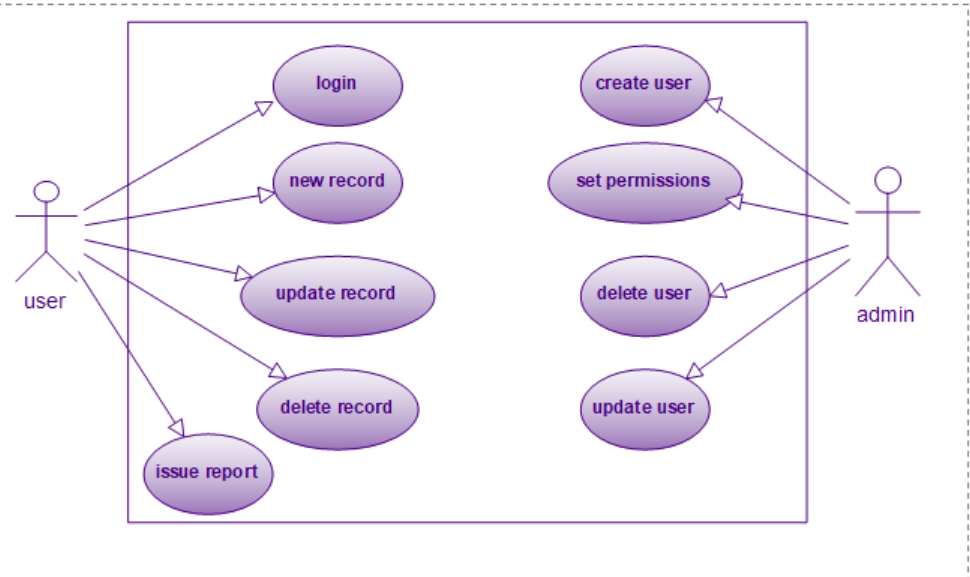 login
create user
new record
set permissions
update record
delete user
user
admin
delete record
update user
issue report